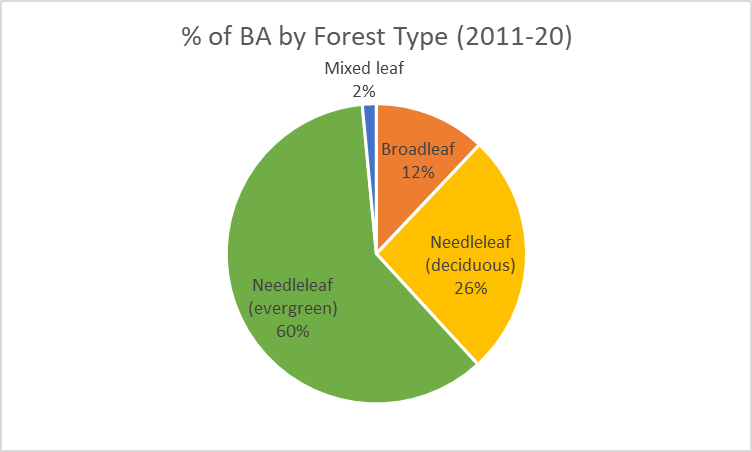 % of BA by Forest Type (2011-20)
Mixed leaf
2%
Broadleaf
12%
Needleleaf
(deciduous)
26%
Needleleaf
(evergreen)
60%